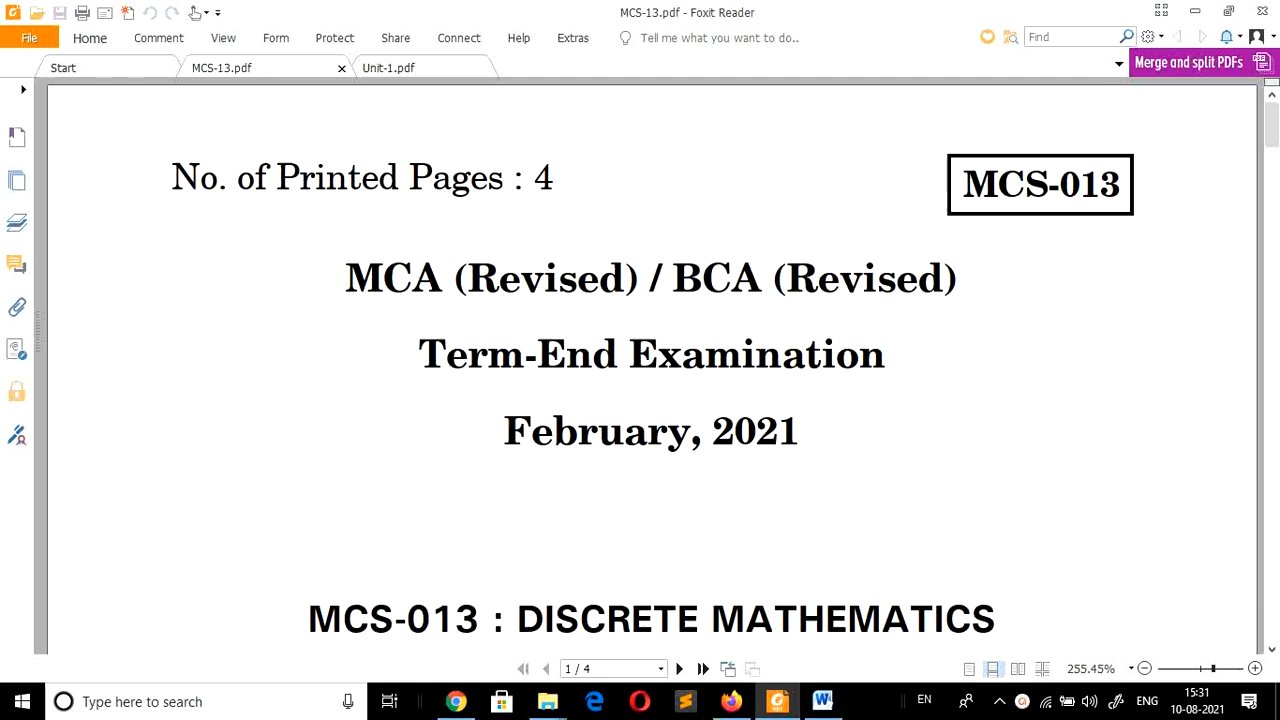 MCS-13.pdf - Foxit Reader
File Home Comment View Form Protect Share Connect Help Extras Tell me what you want to do.. Find
Start MCS-13.pdf Unit-1.pdf Merge and split PDFs
No. of Printed Pages : 4
MCS-013
MCA (Revised) / BCA (Revised)
Term-End Examination
February, 2021
MCS-013 : DISCRETE MATHEMATICS
1 / 4 255.45%
Type here to search EN ENG 15:31
10-08-2021